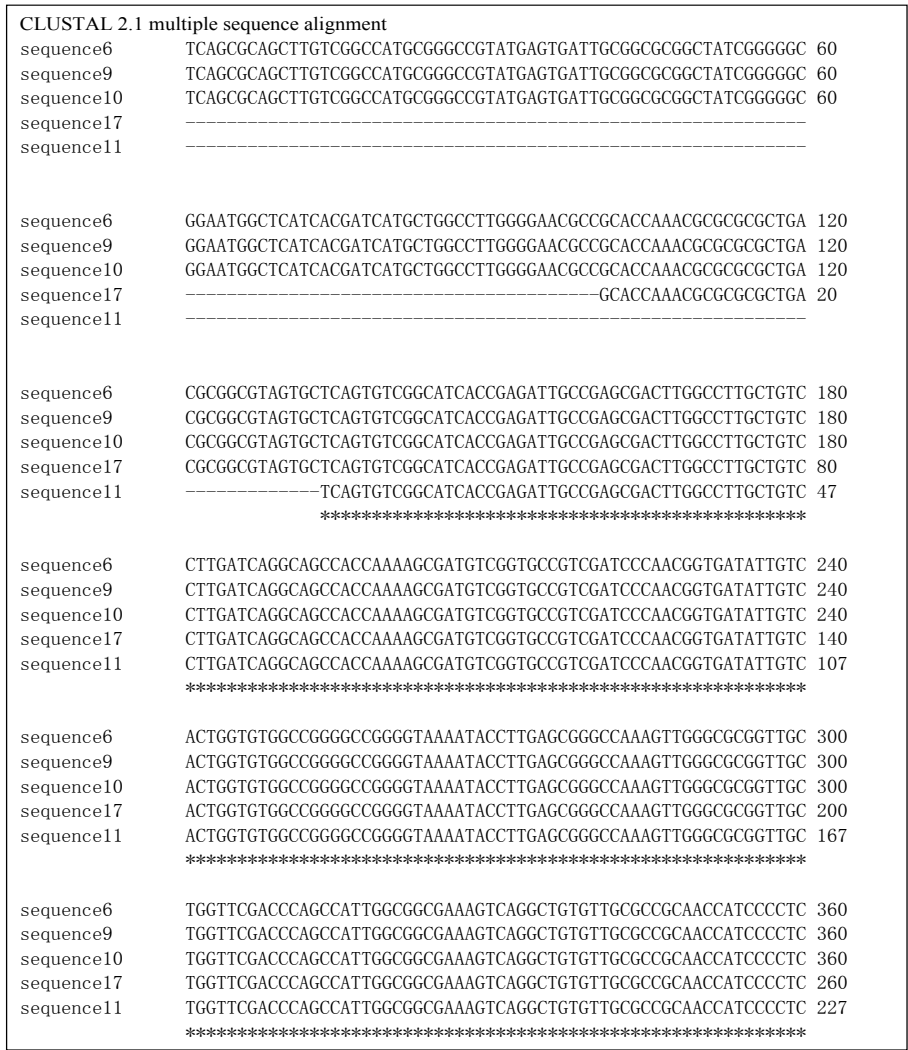 CLUSTAL 2.1 multiple sequence alignment
sequence6 TCAGCGCAGCTTGTCGGCCATGCGGGCCGTATGAGTGATTGCGGCGCGGCTATCGGGGGC 60
sequence9 TCAGCGCAGCTTGTCGGCCATGCGGGCCGTATGAGTGATTGCGGCGCGGCTATCGGGGGC 60
sequence10 TCAGCGCAGCTTGTCGGCCATGCGGGCCGTATGAGTGATTGCGGCGCGGCTATCGGGGGC 60
sequence17 ------------------------------------------------------------
sequence11 ------------------------------------------------------------
sequence6 GGAATGGCTCATCACGATCATGCTGGCCTTGGGGAACGCCGCACCAAACGCGCGCGCTGA 120
sequence9 GGAATGGCTCATCACGATCATGCTGGCCTTGGGGAACGCCGCACCAAACGCGCGCGCTGA 120
sequence10 GGAATGGCTCATCACGATCATGCTGGCCTTGGGGAACGCCGCACCAAACGCGCGCGCTGA 120
sequence17 ----------------------------------------GCACCAAACGCGCGCGCTGA 20
sequence11 ------------------------------------------------------------
sequence6 CGCGGCGTAGTGCTCAGTGTCGGCATCACCGAGATTGCCGAGCGACTTGGCCTTGCTGTC 180
sequence9 CGCGGCGTAGTGCTCAGTGTCGGCATCACCGAGATTGCCGAGCGACTTGGCCTTGCTGTC 180
sequence10 CGCGGCGTAGTGCTCAGTGTCGGCATCACCGAGATTGCCGAGCGACTTGGCCTTGCTGTC 180
sequence17 CGCGGCGTAGTGCTCAGTGTCGGCATCACCGAGATTGCCGAGCGACTTGGCCTTGCTGTC 80
sequence11 -------------TCAGTGTCGGCATCACCGAGATTGCCGAGCGACTTGGCCTTGCTGTC 47
***********************************************
sequence6 CTTGATCAGGCAGCCACCAAAAGCGATGTCGGTGCCGTCGATCCCAACGGTGATATTGTC 240
sequence9 CTTGATCAGGCAGCCACCAAAAGCGATGTCGGTGCCGTCGATCCCAACGGTGATATTGTC 240
sequence10 CTTGATCAGGCAGCCACCAAAAGCGATGTCGGTGCCGTCGATCCCAACGGTGATATTGTC 240
sequence17 CTTGATCAGGCAGCCACCAAAAGCGATGTCGGTGCCGTCGATCCCAACGGTGATATTGTC 140
sequence11 CTTGATCAGGCAGCCACCAAAAGCGATGTCGGTGCCGTCGATCCCAACGGTGATATTGTC 107
************************************************************
sequence6 ACTGGTGTGGCCGGGGCCGGGGTAAAATACCTTGAGCGGGCCAAAGTTGGGCGCGGTTGC 300
sequence9 ACTGGTGTGGCCGGGGCCGGGGTAAAATACCTTGAGCGGGCCAAAGTTGGGCGCGGTTGC 300
sequence10 ACTGGTGTGGCCGGGGCCGGGGTAAAATACCTTGAGCGGGCCAAAGTTGGGCGCGGTTGC 300
sequence17 ACTGGTGTGGCCGGGGCCGGGGTAAAATACCTTGAGCGGGCCAAAGTTGGGCGCGGTTGC 200
sequence11 ACTGGTGTGGCCGGGGCCGGGGTAAAATACCTTGAGCGGGCCAAAGTTGGGCGCGGTTGC 167
************************************************************
sequence6 TGGTTCGACCCAGCCATTGGCGGCGAAAGTCAGGCTGTGTTGCGCCGCAACCATCCCCTC 360
sequence9 TGGTTCGACCCAGCCATTGGCGGCGAAAGTCAGGCTGTGTTGCGCCGCAACCATCCCCTC 360
sequence10 TGGTTCGACCCAGCCATTGGCGGCGAAAGTCAGGCTGTGTTGCGCCGCAACCATCCCCTC 360
sequence17 TGGTTCGACCCAGCCATTGGCGGCGAAAGTCAGGCTGTGTTGCGCCGCAACCATCCCCTC 260
sequence11 TGGTTCGACCCAGCCATTGGCGGCGAAAGTCAGGCTGTGTTGCGCCGCAACCATCCCCTC 227
************************************************************